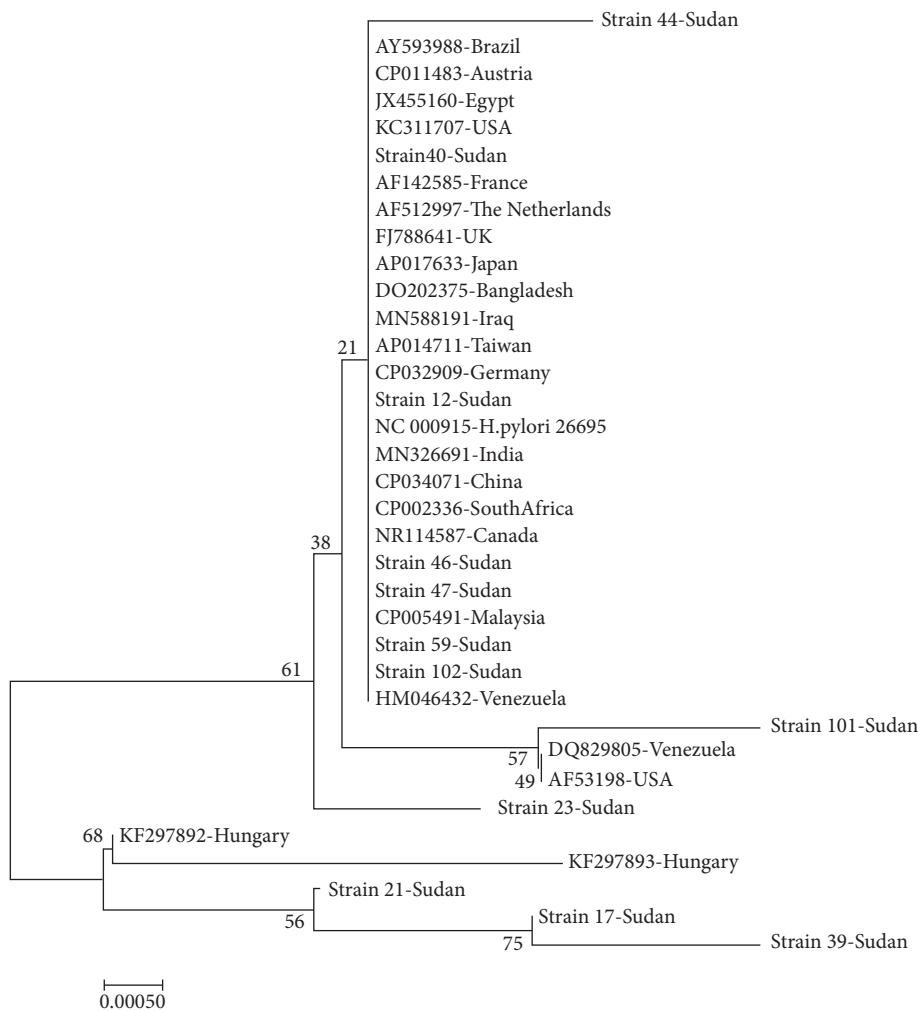 Strain 44-Sudan
AY593988-Brazil
CP011483-Austria
JX455160-Egypt
KC311707-USA
Strain40-Sudan
AF142585-France
AF512997-The Netherlands
FJ788641-UK
AP017633-Japan
DO202375-Bangladesh
MN588191-Iraq
21
AP014711-Taiwan
CP032909-Germany
Strain 12-Sudan
NC 000915-H.pylori 26695
MN326691-India
CP034071-China
CP002336-SouthAfrica
NR114587-Canada
38
Strain 46-Sudan
Strain 47-Sudan
CP005491-Malaysia
Strain 59-Sudan
61
Strain 102-Sudan
HM046432-Venezuela
Strain 101-Sudan
DQ829805-Venezuela
57
49
AF53198-USA
Strain 23-Sudan
68
KF297892-Hungary
KF297893-Hungary
Strain 21-Sudan
56
Strain 17-Sudan
75
Strain 39-Sudan
0.00050